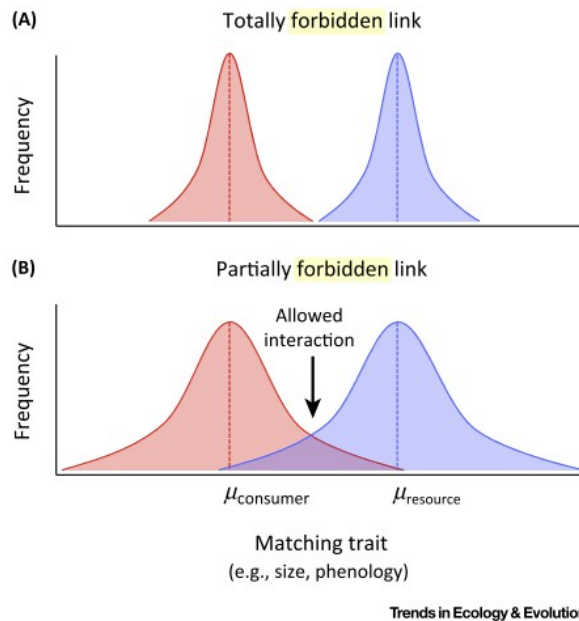 (A)
Totally forbidden link
Frequency
(B)
Partially forbidden link
Allowed
interaction
Frequency
μconsumer
μresource
Matching trait
(e.g., size, phenology)
Trends in Ecology & Evolution